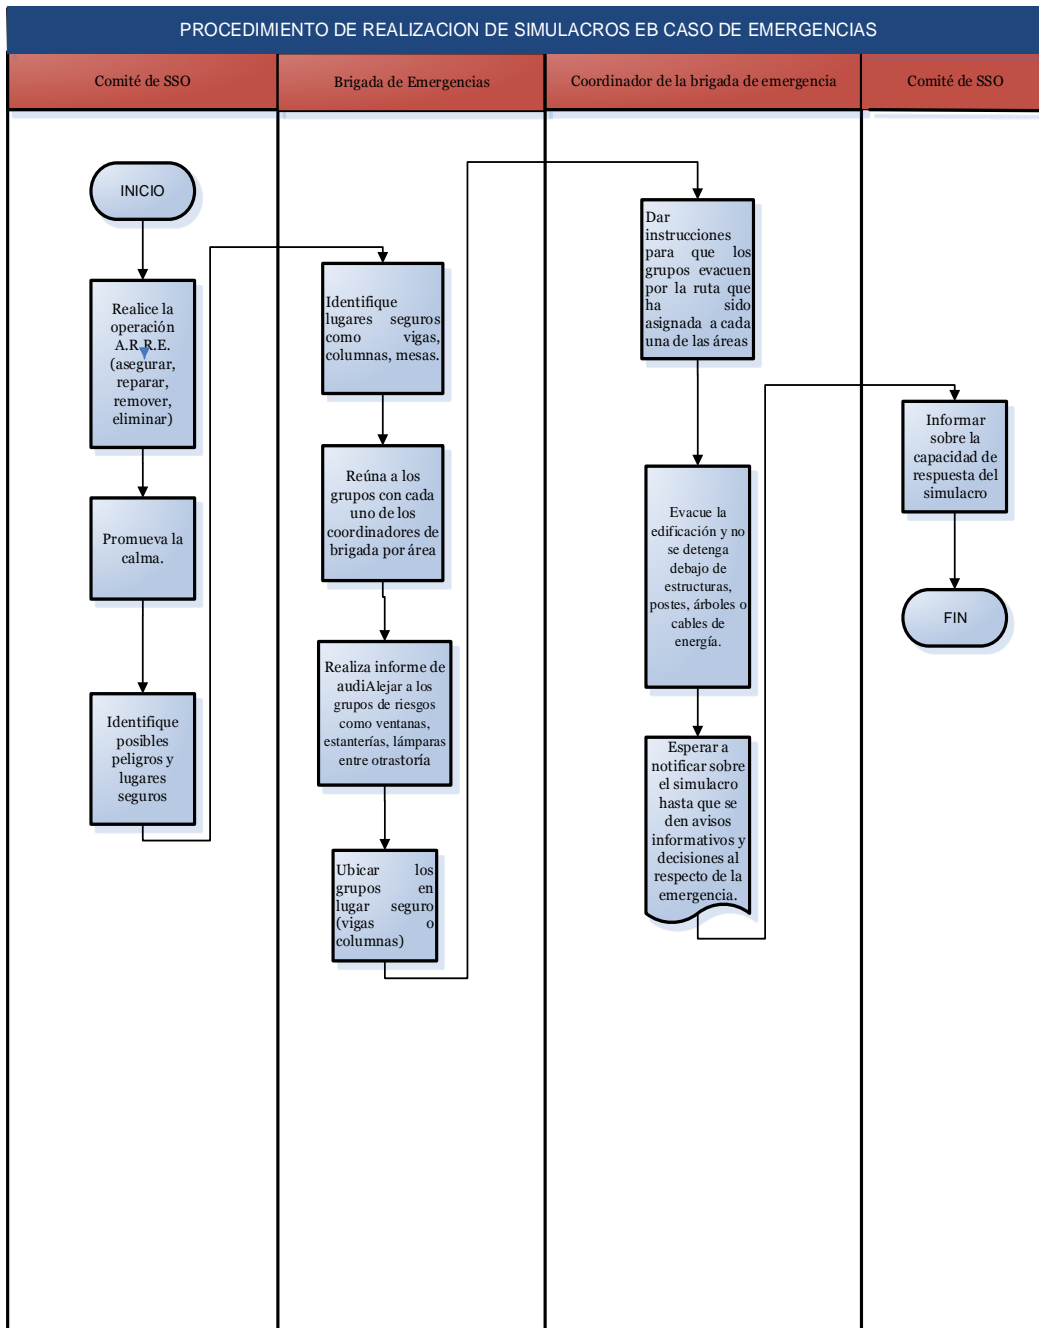 PROCEDIMIENTO DE REALIZACION DE SIMULACROS EB CASO DE EMERGENCIAS
Comité de SSO
Brigada de Emergencias
Coordinador de la brigada de emergencia
Comité de SSO
INICIO
Realice la
operación
A.R.R.E.
(asegurar,
reparar,
remover,
eliminar)
Promueva la
calma.
Identifique
posibles
peligros y
lugares
seguros
Identifique
lugares seguros
como vigas,
columnas, mesas.
Reúna a los
grupos con cada
uno de los
coordinadores de
brigada por área
Realiza informe de
audiAlejar a los
grupos de riesgos
como ventanas,
estanterías, lámparas
entre otrastoría
Ubicar los
grupos en
lugar seguro
(vigas o
columnas)
Dar
instrucciones
para que los
grupos evacuen
por la ruta que
ha sido
asignada a cada
una de las áreas
Evacue la
edificación y no
se detenga
debajo de
estructuras,
postes, árboles o
cables de
energía.
Esperar a
notificar sobre
el simulacro
hasta que se
den avisos
informativos y
decisiones al
respecto de la
emergencia.
Informar
sobre la
capacidad de
respuesta del
simulacro
FIN